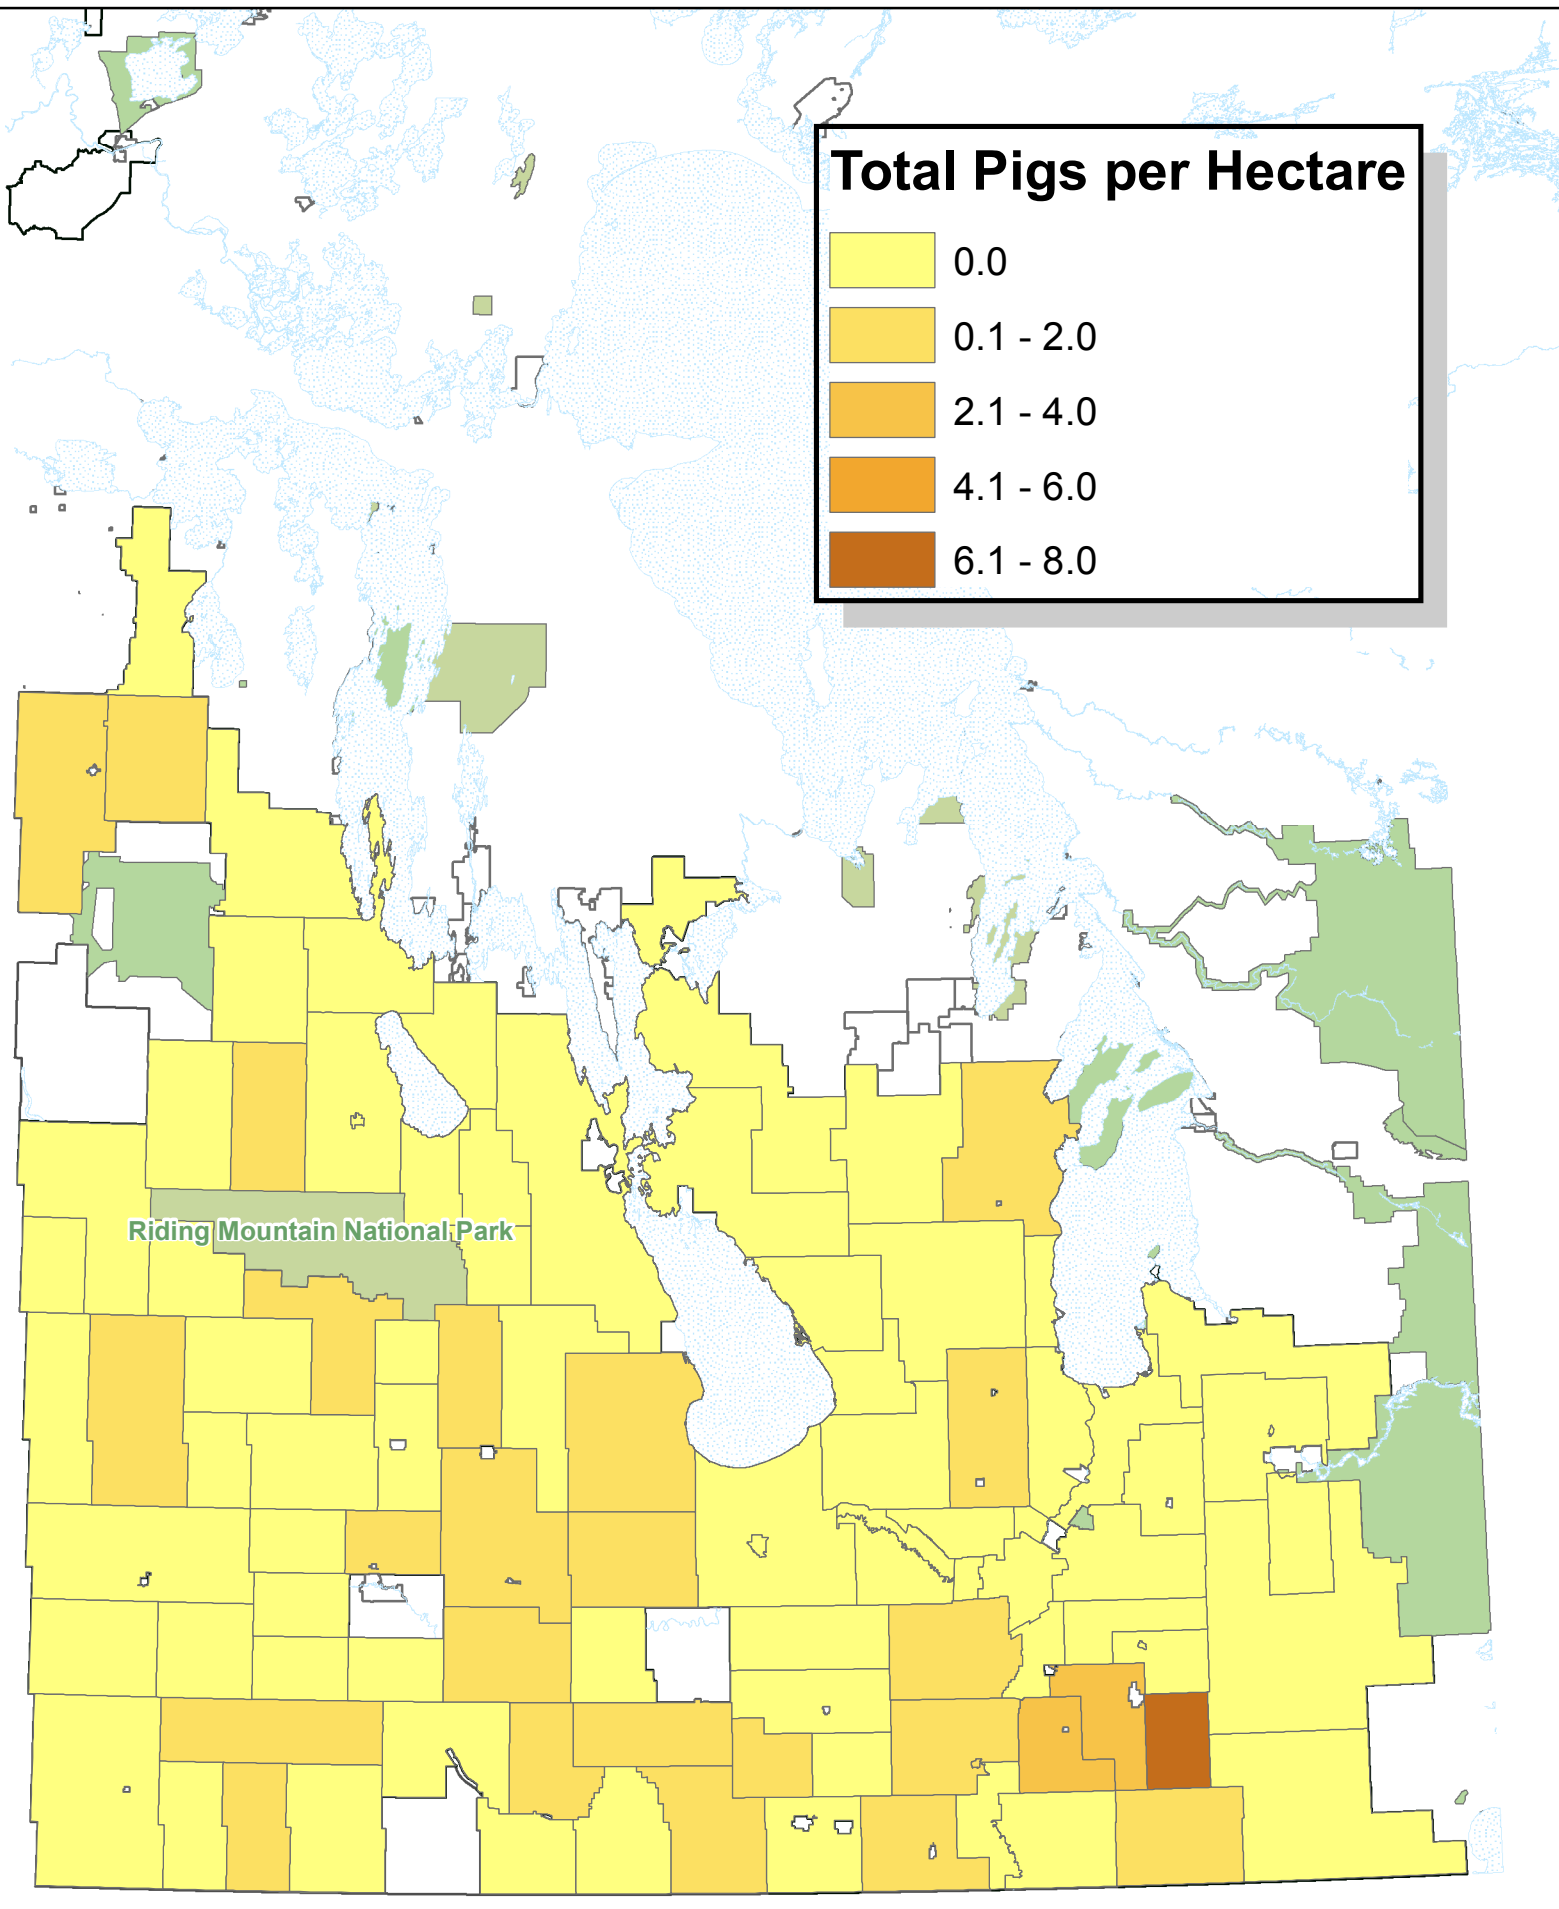 Total Pigs per Hectare
0.0
0.1 - 2.0
2.1 - 4.0
4.1 - 6.0
6.1 - 8.0
Riding Mountain National Park